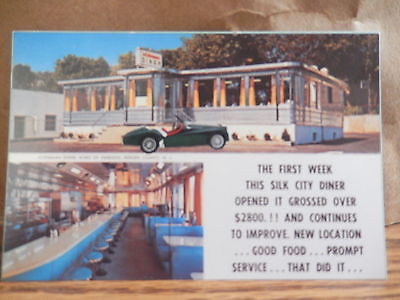 DINER
THE FIRST WEEK
THIS SILK CITY DINER
OPENED IT GROSSED OVER
$2800.!! AND CONTINUES
TO IMPROVE. NEW LOCATION
...GOOD FOOD...PROMPT
SERVICE...THAT DID IT...